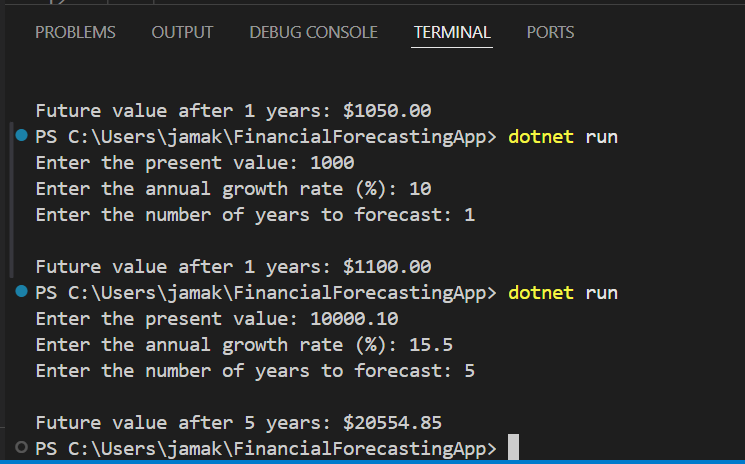 PROBLEMS OUTPUT DEBUG CONSOLE TERMINAL PORTS
Future value after 1 years: $1050.00
PS C:\Users\jamak\FinancialForecastingApp> dotnet run
Enter the present value: 1000
Enter the annual growth rate (%): 10
Enter the number of years to forecast: 1
Future value after 1 years: $1100.00
PS C:\Users\jamak\FinancialForecastingApp> dotnet run
Enter the present value: 10000.10
Enter the annual growth rate (%): 15.5
Enter the number of years to forecast: 5
Future value after 5 years: $20554.85
PS C:\Users\jamak\FinancialForecastingApp>